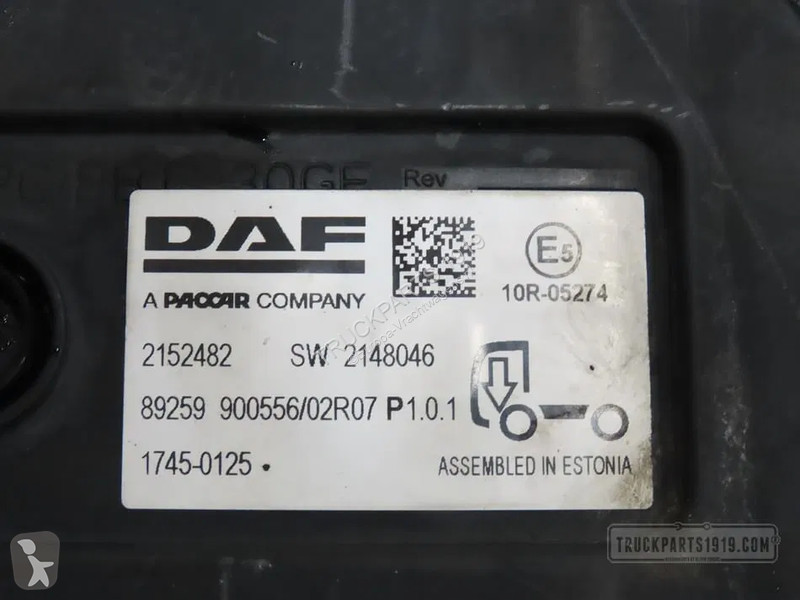 30GF Rev
DAF
A PACCAR COMPANY
E5
10R-05274
2152482 SW 2148046
89259 900556/02R07 P1.0.1
1745-0125
ASSEMBLED IN ESTONIA
TRUCKPARTS1919.COM